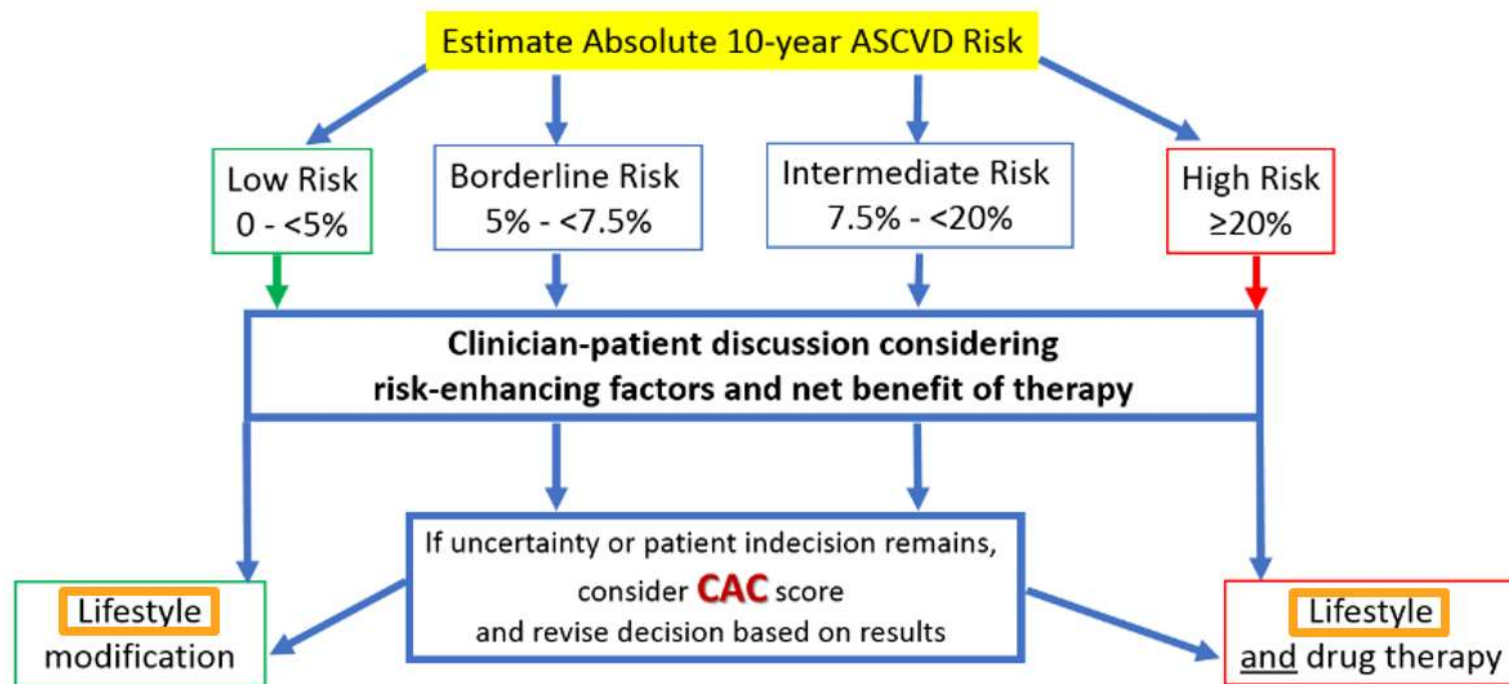 Estimate Absolute 10-year ASCVD Risk
Low Risk
0 - <5%
Borderline Risk
5% - <7.5%
Intermediate Risk
7.5% - <20%
High Risk
≥20%
Clinician-patient discussion considering
risk-enhancing factors and net benefit of therapy
If uncertainty or patient indecision remains,
consider CAC score
and revise decision based on results
Lifestyle
modification
Lifestyle
and drug therapy